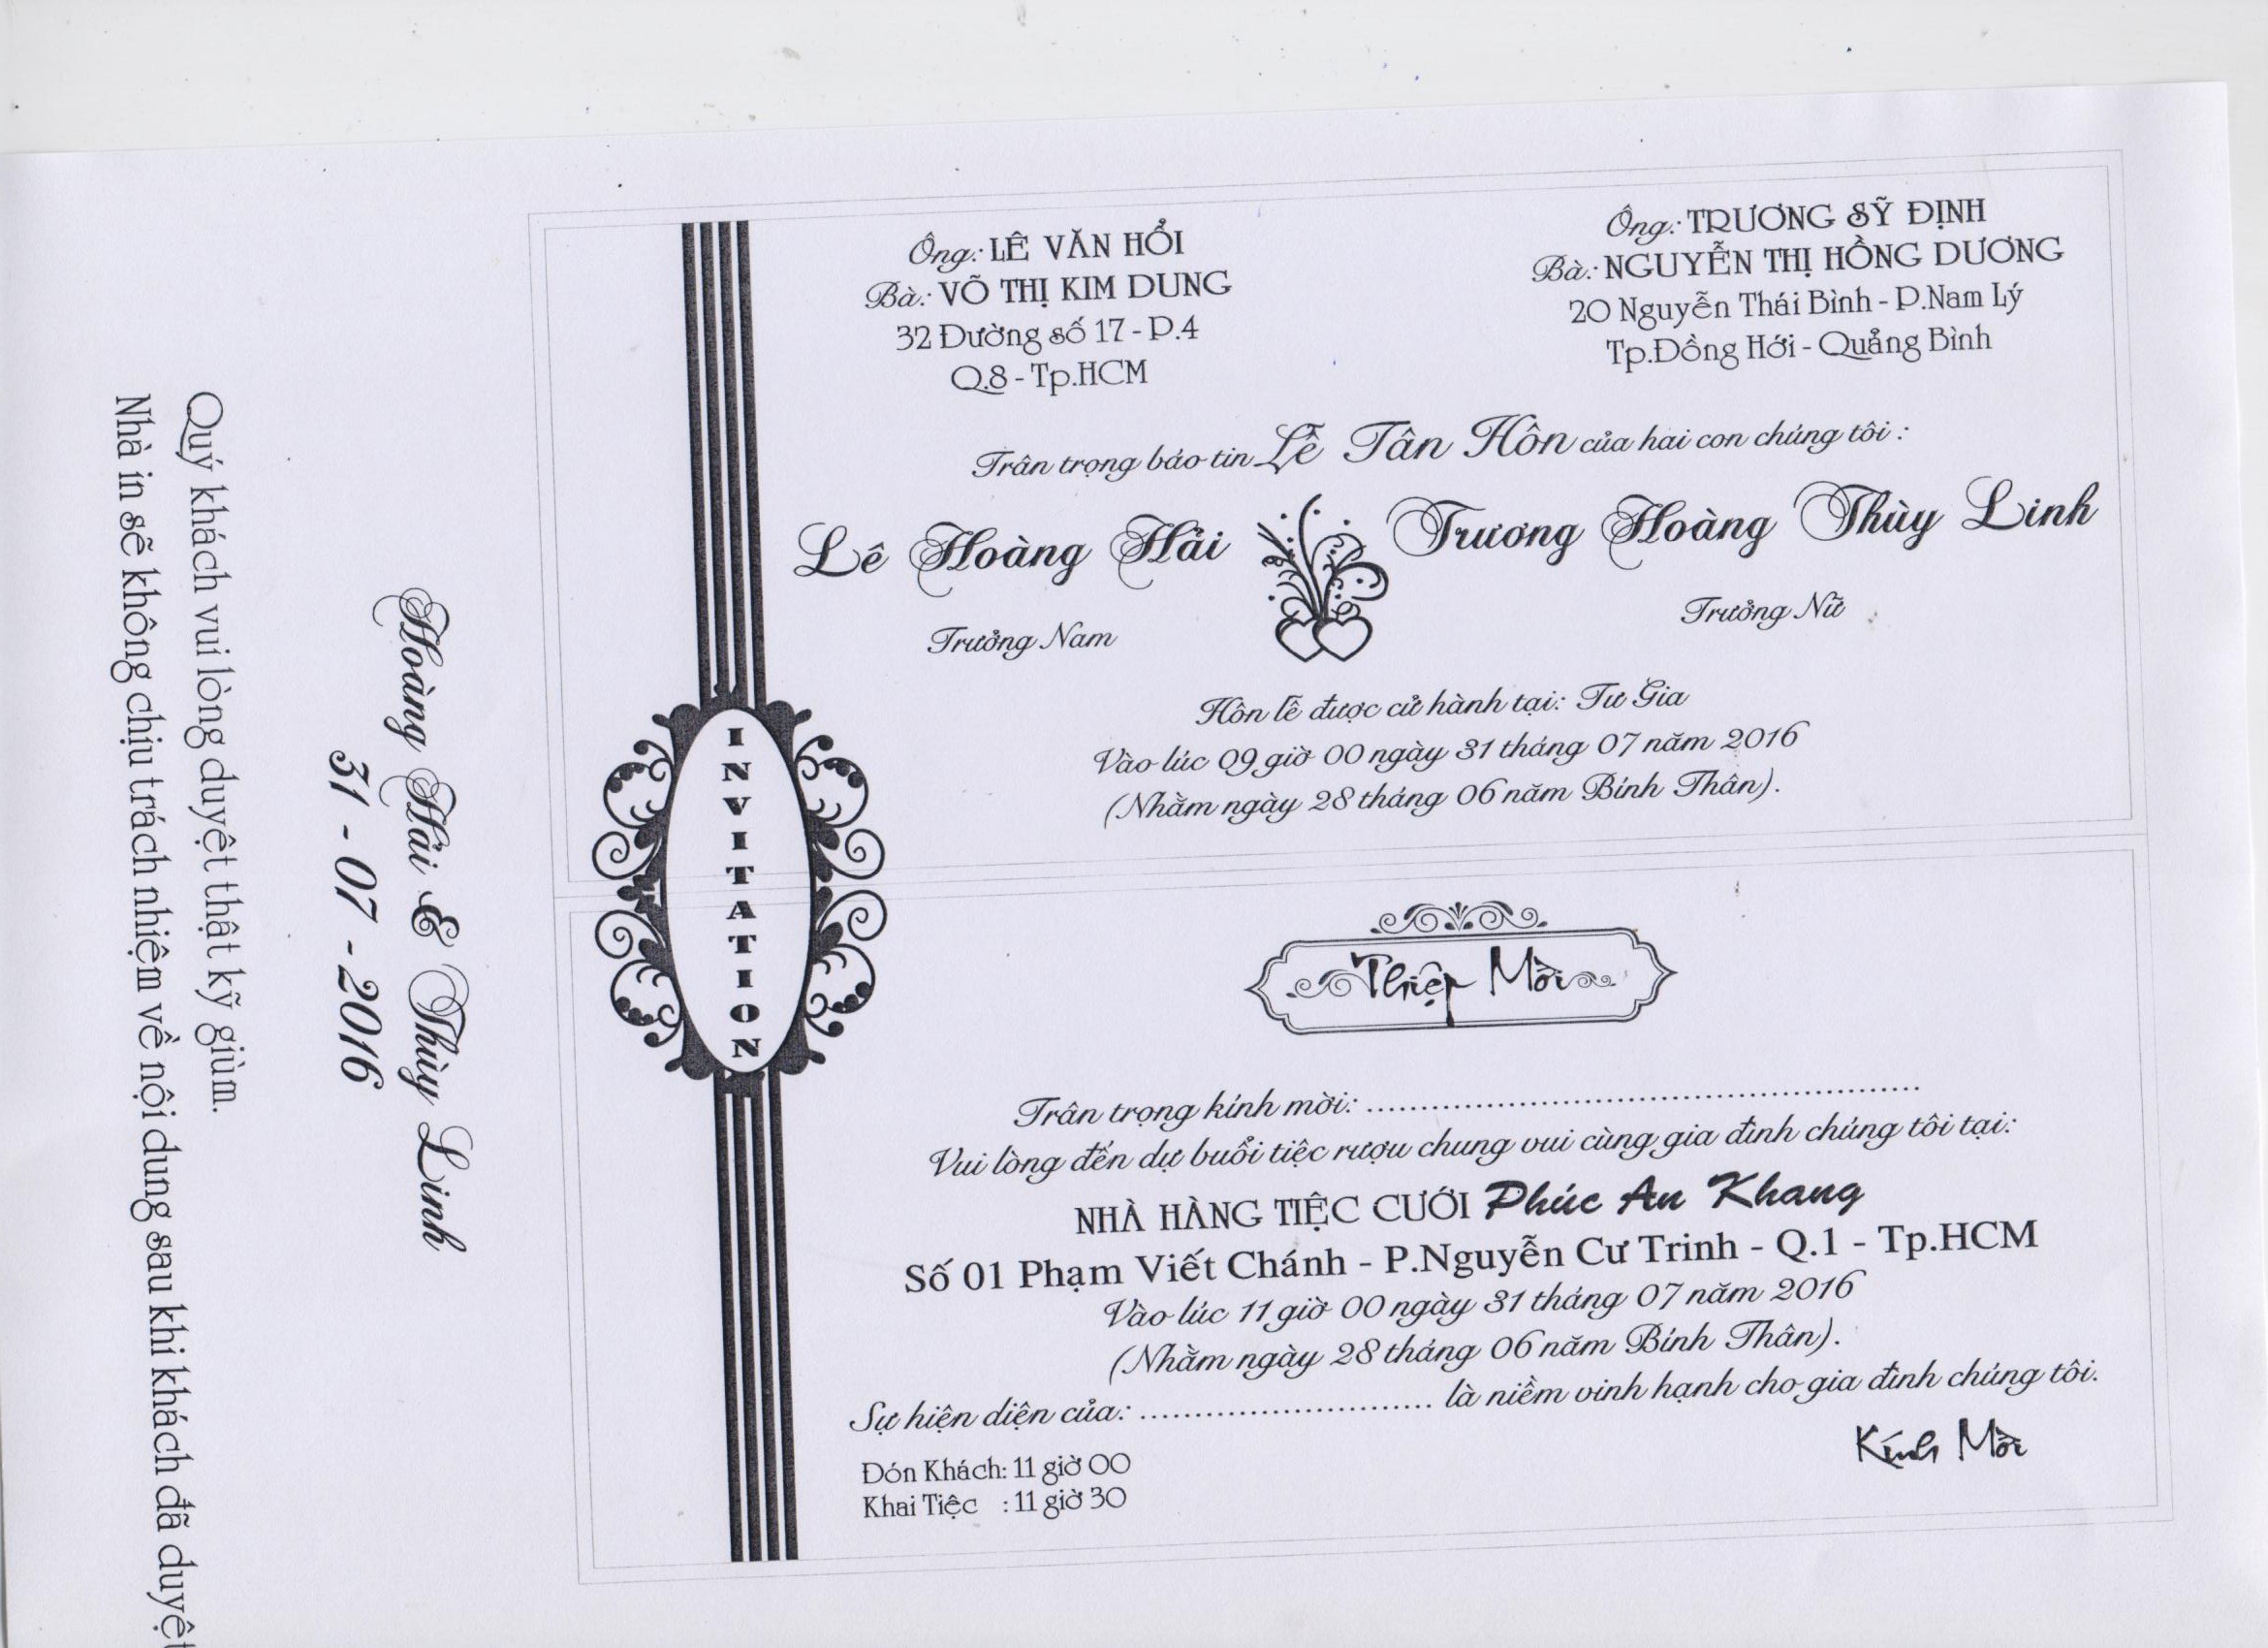 Ông: LÊ VĂN HỔI
Bà: VÕ THỊ KIM DUNG
32 Đường số 17 - P.4
Q.8 - Tp.HCM
Ông: TRƯƠNG SỸ ĐỊNH
Bà: NGUYỄN THỊ HỒNG DƯƠNG
20 Nguyễn Thái Bình - P.Nam Lý
Tp.Đồng Hới - Quảng Bình
Trân trọng báo tin Lễ Tân Hôn của hai con chúng tôi :
Lê Hoàng Hải
Trương Hoàng Thùy Linh
Trưởng Nam
Trưởng Nữ
Hôn lễ được cử hành tại: Tư Gia
Vào lúc 09 giờ 00 ngày 31 tháng 07 năm 2016
(Nhằm ngày 28 tháng 06 năm Bính Thân).
INVITATION
Thiệp Mời
Trân trọng kính mời: ....................................................
Vui lòng đến dự buổi tiệc rượu chung vui cùng gia đình chúng tôi tại:
NHÀ HÀNG TIỆC CƯỚI Phúc An Khang
Số 01 Phạm Viết Chánh - P.Nguyễn Cư Trinh - Q.1 - Tp.HCM
Vào lúc 11 giờ 00 ngày 31 tháng 07 năm 2016
(Nhằm ngày 28 tháng 06 năm Bính Thân).
Sự hiện diện của: ........................... là niềm vinh hạnh cho gia đình chúng tôi.
Kính Mời
Đón Khách: 11 giờ 00
Khai Tiệc : 11 giờ 30
Hoàng Hải & Thùy Linh
31 - 07 - 2016
Quý khách vui lòng duyệt thật kỹ giùm.
Nhà in sẽ không chịu trách nhiệm về nội dung sau khi khách đã duyệt